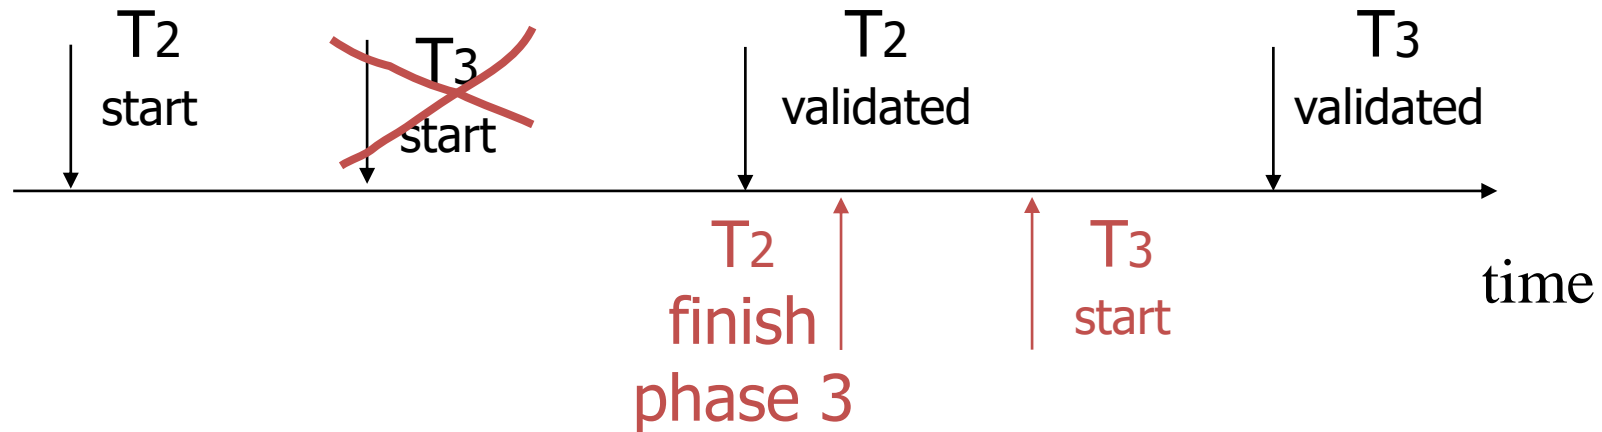 T2
start
T3
start
T2
validated
T3
validated
T2
finish
phase 3
T3
start
time